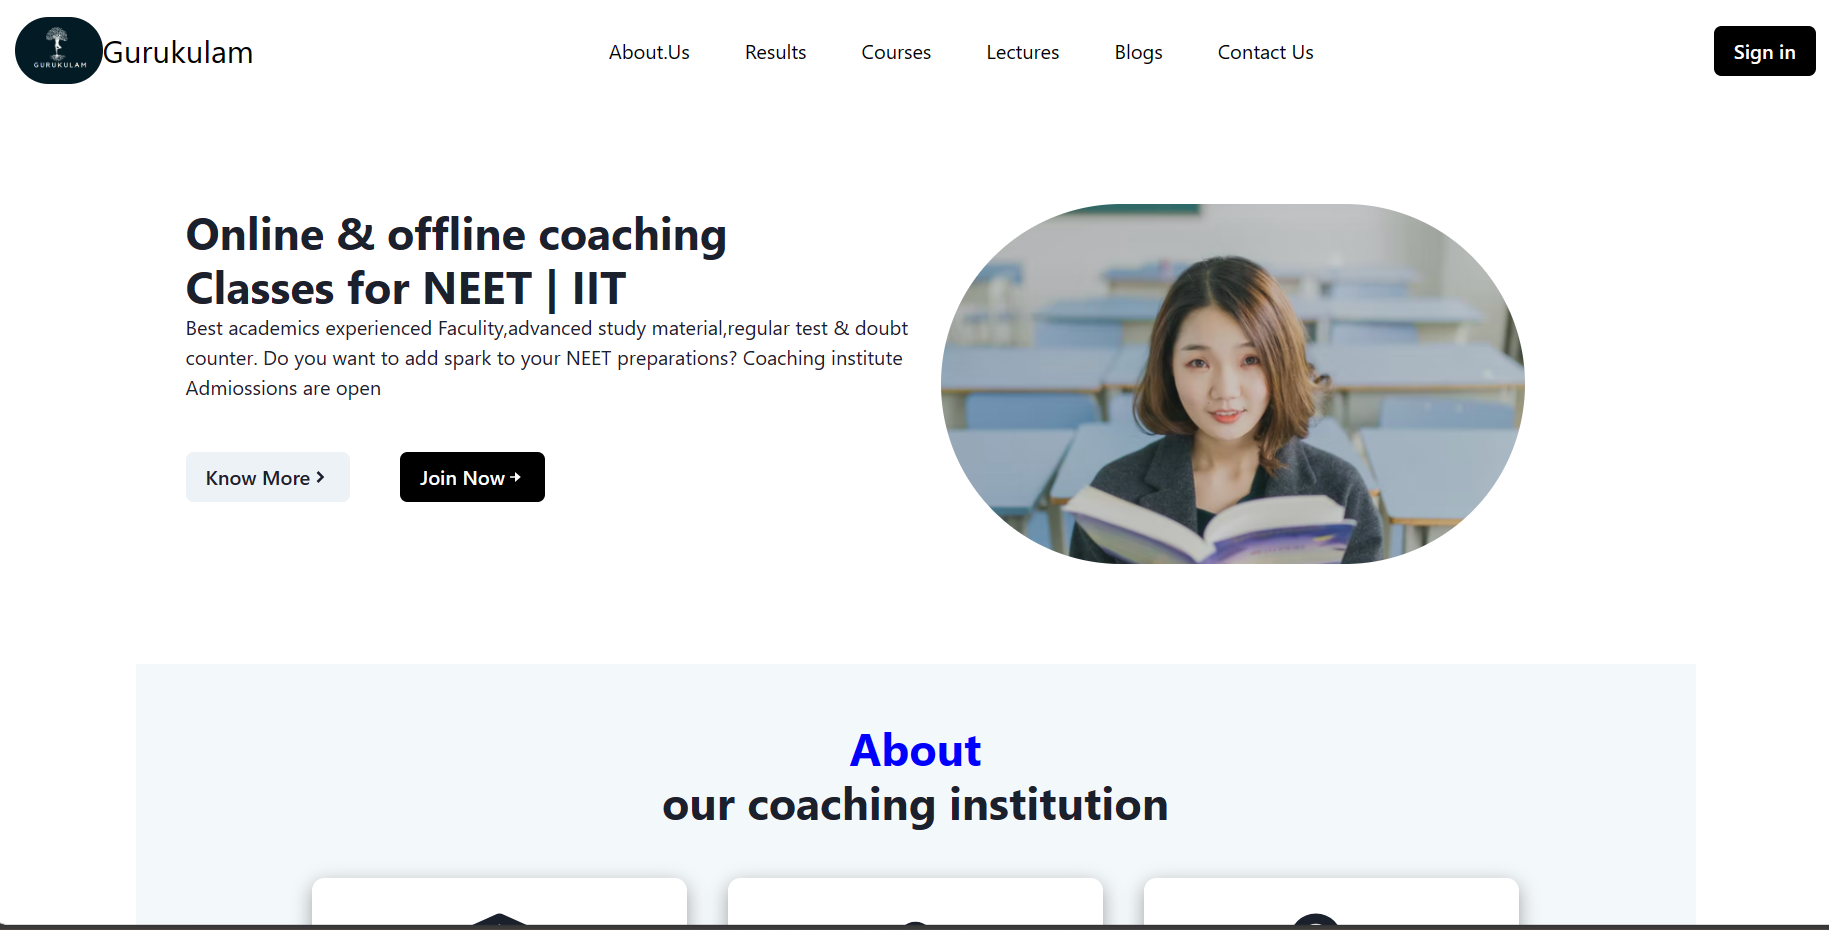 GURUKULAM
Gurukulam
About.Us
Results
Courses
Lectures
Blogs
Contact Us
Sign in
Online & offline coaching
Classes for NEET | IIT
Best academics experienced Faculity,advanced study material,regular test & doubt
counter. Do you want to add spark to your NEET preparations? Coaching institute
Admiossions are open
Know More
Join Now
About
our coaching institution